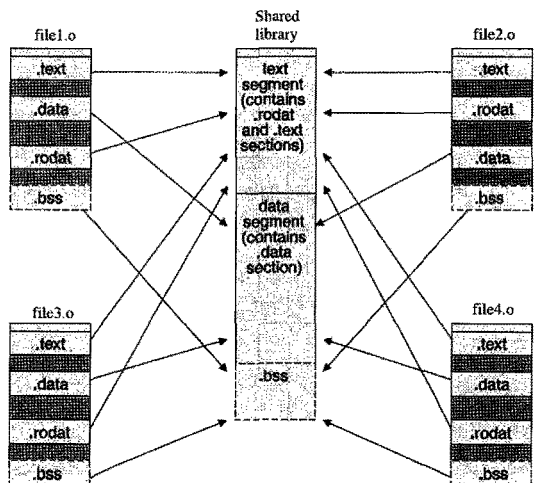 Shared
library
file1.o
.text
.data
.rodat
.bss
text
segment
(contains
.rodat
and .text
sections)
data
segment
(contains
.data
section)
.bss
file2.o
.text
.rodat
.data
.bss
file3.o
.text
.data
.rodat
.bss
file4.o
.text
.data
.rodat
.bss